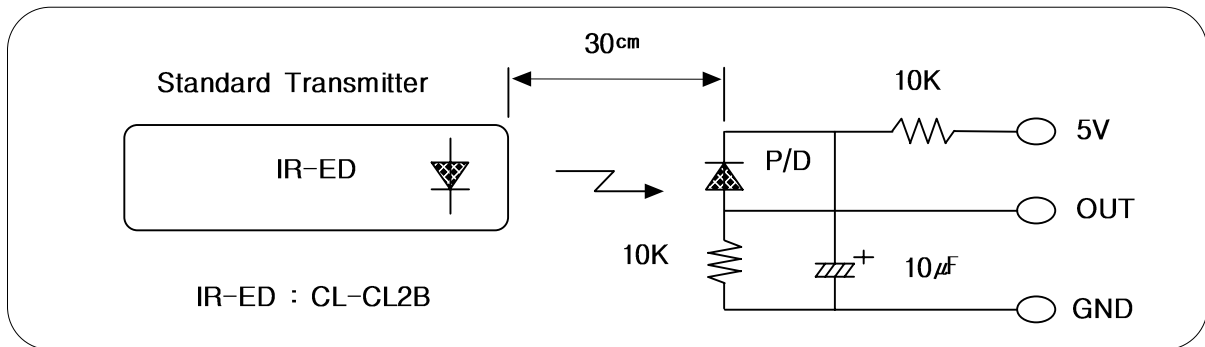 30㎝
Standard Transmitter
10K
5V
IR-ED
P/D
OUT
10K
+
10㎌
IR-ED : CL-CL2B
GND